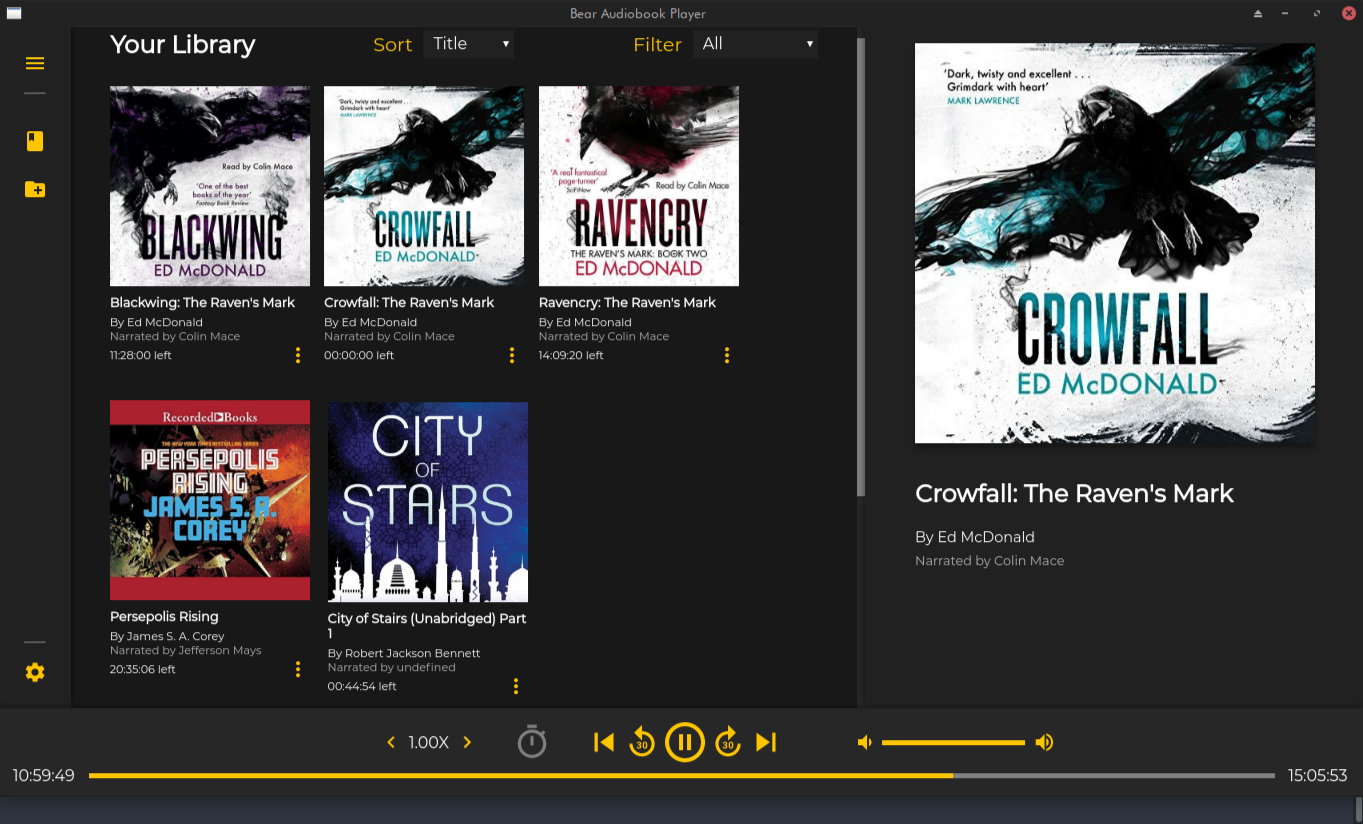 Bear Audiobook Player
Your Library
Sort
Title
Filter
All
Read by Colin Mace
'One of the best
books of the year'
Fantasy Book Review
BLACKWING
ED McDONALD
Blackwing: The Raven's Mark
By Ed McDonald
Narrated by Colin Mace
11:28:00 left
'Dark, twisty and excellent . . .
Grimdark with heart'
MARK LAWRENCE
CROWFALL
ED McDONALD
Crowfall: The Raven's Mark
By Ed McDonald
Narrated by Colin Mace
00:00:00 left
'A real fantastical
page-turner'
SciFiNow
Read by Colin Mace
RAVENCRY
THE RAVEN'S MARK: BOOK TWO
ED McDONALD
Ravencry: The Raven's Mark
By Ed McDonald
Narrated by Colin Mace
14:09:20 left
Recorded Books
THE NEW YORK TIMES BESTSELLING SERIES
PERSEPOLIS
RISING
JAMES S. A.
COREY
Persepolis Rising
By James S. A. Corey
Narrated by Jefferson Mays
20:35:06 left
CITY
OF
STAIRS
City of Stairs (Unabridged) Part
1
By Robert Jackson Bennett
Narrated by undefined
00:44:54 left
'Dark, twisty and excellent . . .
Grimdark with heart'
MARK LAWRENCE
CROWFALL
ED McDONALD
Crowfall: The Raven's Mark
By Ed McDonald
Narrated by Colin Mace
1.00X
30
30
10:59:49
15:05:53